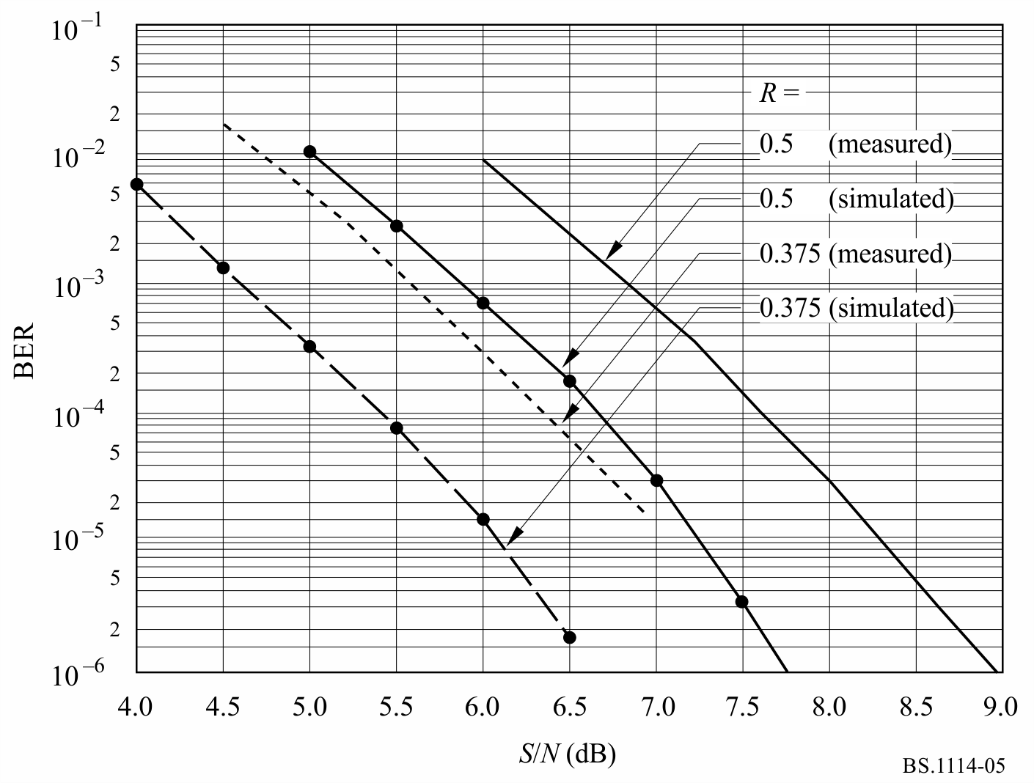 10⁻¹
5
2
10⁻²
5
2
10⁻³
5
2
10⁻⁴
5
2
10⁻⁵
5
2
10⁻⁶
BER
R =
0.5 (measured)
0.5 (simulated)
0.375 (measured)
0.375 (simulated)
4.0 4.5 5.0 5.5 6.0 6.5 7.0 7.5 8.0 8.5 9.0
S/N (dB)
BS.1114-05